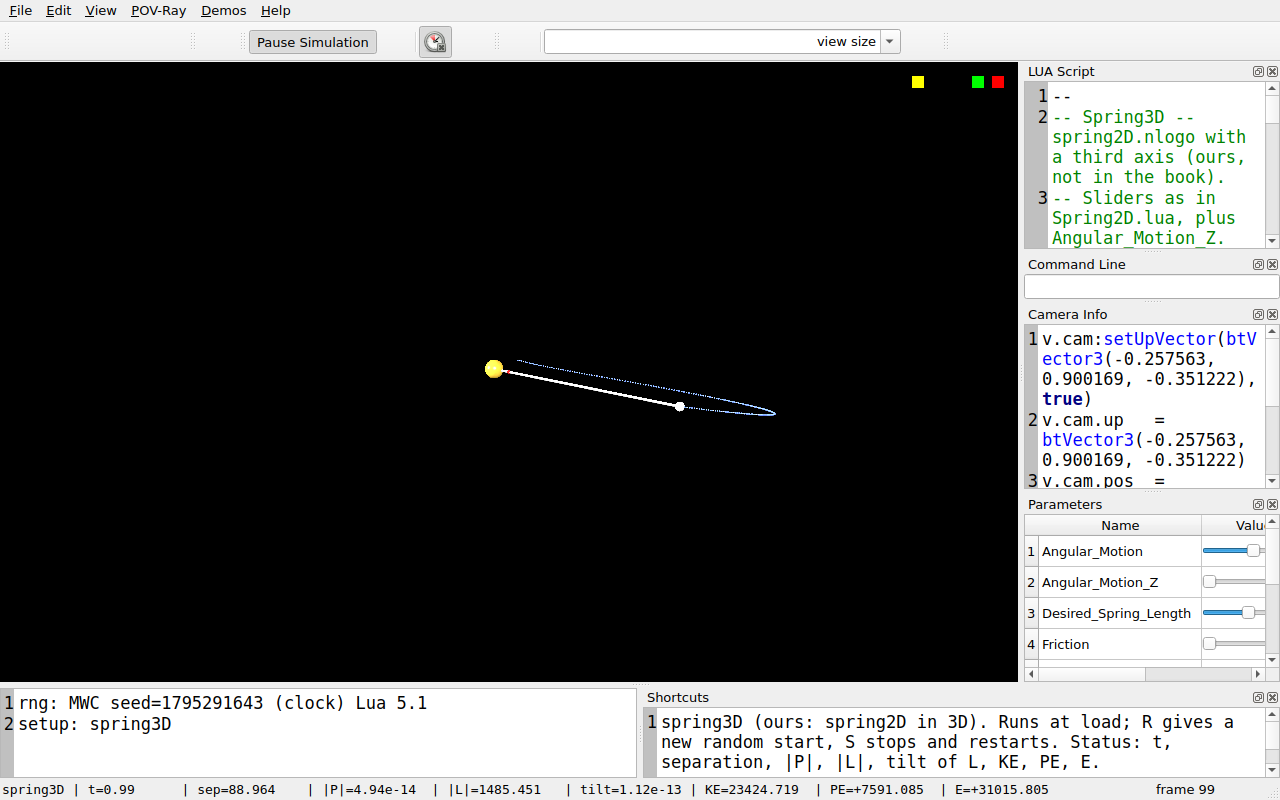 File Edit View POV-Ray Demos Help
Pause Simulation view size
LUA Script
1 --
2 -- Spring3D --
spring2D.nlogo with
a third axis (ours,
not in the book).
3 -- Sliders as in
Spring2D.lua, plus
Angular_Motion_Z.
Command Line
Camera Info
1 v.cam:setUpVector(btV
ector3(-0.257563,
0.900169, -0.351222),
true)
2 v.cam.up   =
btVector3(-0.257563,
0.900169, -0.351222)
3 v.cam.pos  =
Parameters
Name Valu
1 Angular_Motion
2 Angular_Motion_Z
3 Desired_Spring_Length
4 Friction
1 rng: MWC seed=1795291643 (clock) Lua 5.1
2 setup: spring3D
Shortcuts
1 spring3D (ours: spring2D in 3D). Runs at load; R gives a
new random start, S stops and restarts. Status: t,
separation, |P|, |L|, tilt of L, KE, PE, E.
spring3D | t=0.99 | sep=88.964 | |P|=4.94e-14 | |L|=1485.451 | tilt=1.12e-13 | KE=23424.719 | PE=+7591.085 | E=+31015.805 frame 99